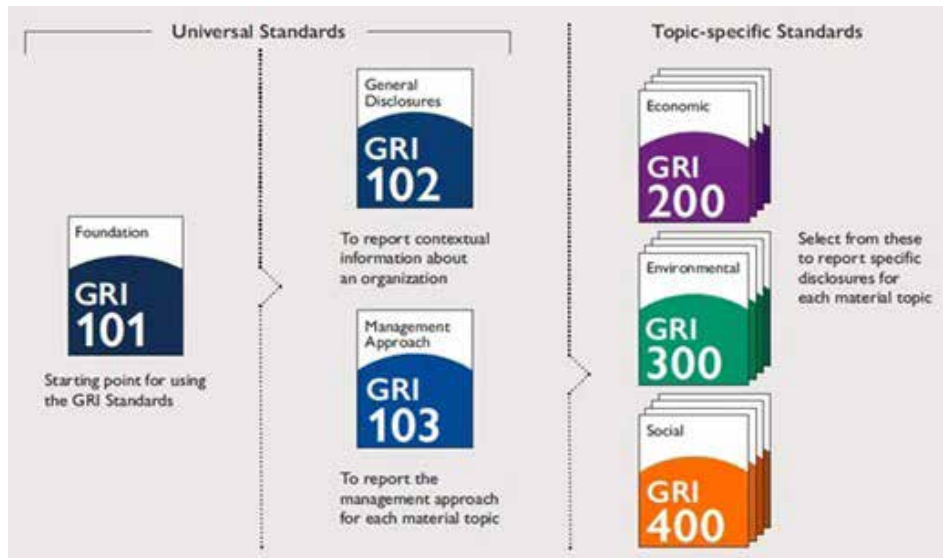 Universal Standards
Foundation
GRI
101
Starting point for using
the GRI Standards
General
Disclosures
GRI
102
To report contextual
information about
an organization
Management
Approach
GRI
103
To report the
management approach
for each material topic
Topic-specific Standards
Economic
GRI
200
Environmental
GRI
300
Social
GRI
400
Select from these
to report specific
disclosures for
each material topic